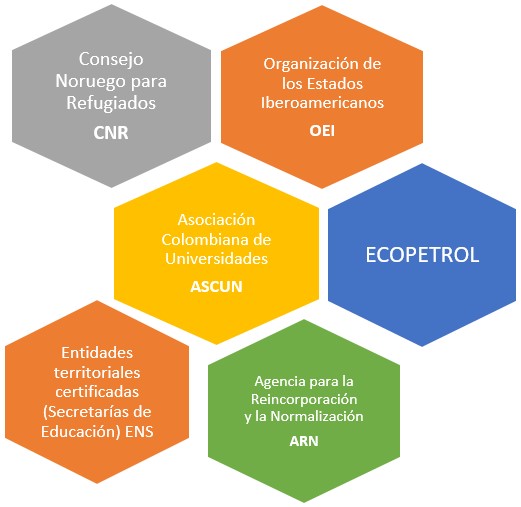 Consejo
Noruego para
Refugiados
CNR
Organización de
los Estados
Iberoamericanos
OEI
Asociación
Colombiana de
Universidades
ASCUN
ECOPETROL
Entidades
territoriales
certificadas
(Secretarías de
Educación) ENS
Agencia para la
Reincorporación
y la Normalización
ARN